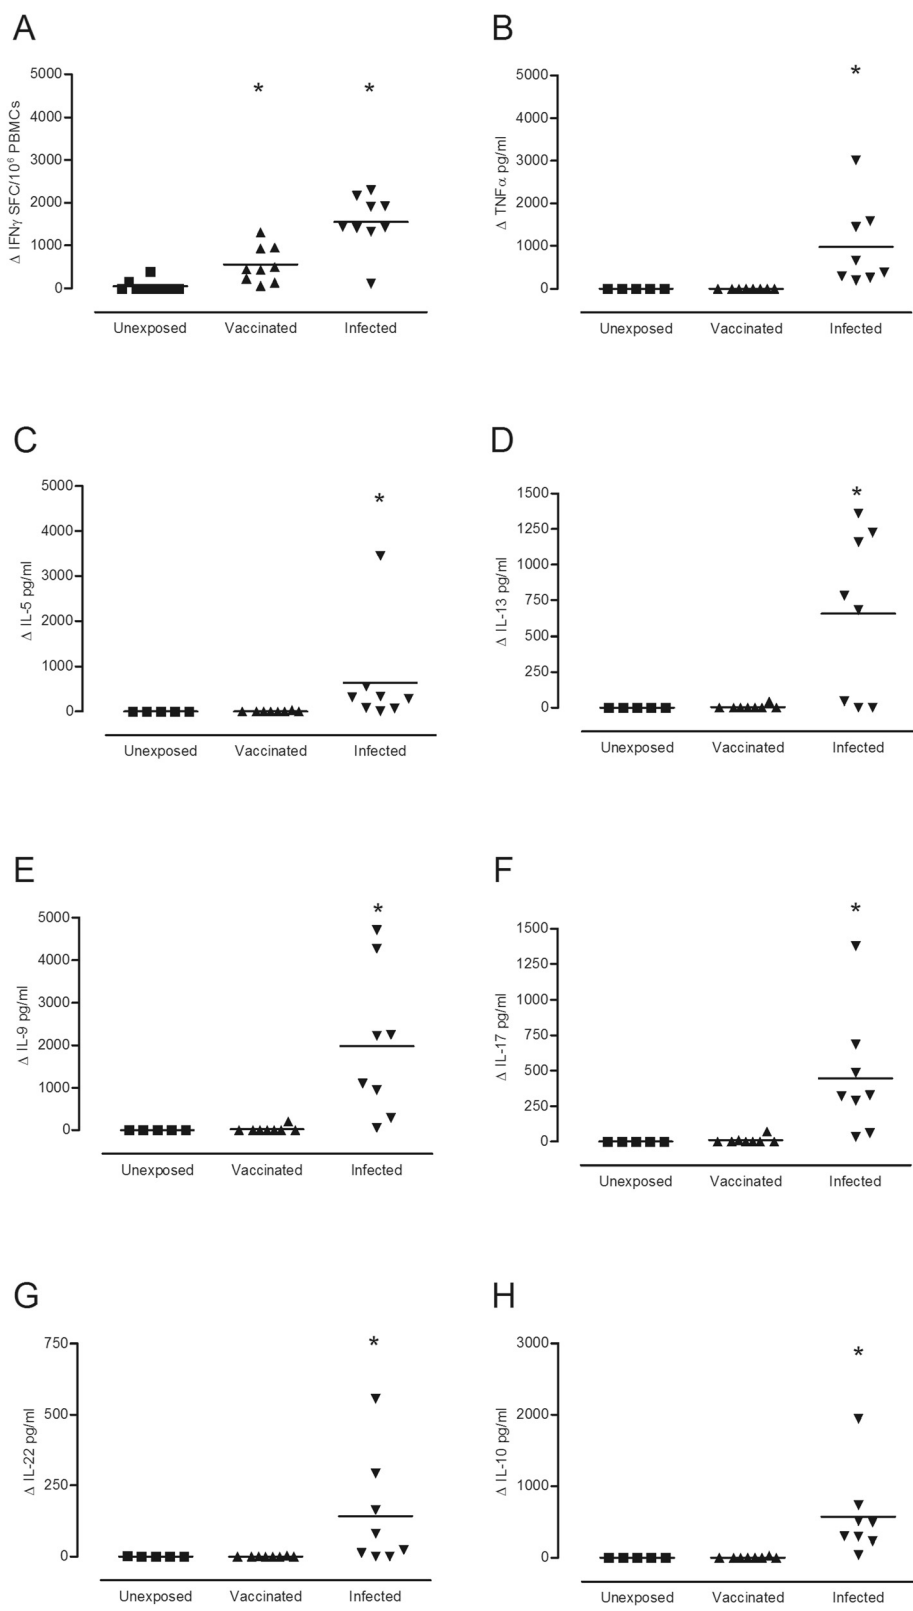 A
Δ IFNγ SFC/10⁶ PBMCs
5000
4000
3000
2000
1000
0
*
*
Unexposed
Vaccinated
Infected
B
Δ TNFα pg/ml
5000
4000
3000
2000
1000
0
*
Unexposed
Vaccinated
Infected
C
Δ IL-5 pg/ml
5000
4000
3000
2000
1000
0
*
Unexposed
Vaccinated
Infected
D
Δ IL-13 pg/ml
1500
1250
1000
750
500
250
0
*
Unexposed
Vaccinated
Infected
E
Δ IL-9 pg/ml
5000
4000
3000
2000
1000
0
*
Unexposed
Vaccinated
Infected
F
Δ IL-17 pg/ml
1500
1250
1000
750
500
250
0
*
Unexposed
Vaccinated
Infected
G
Δ IL-22 pg/ml
750
500
250
0
*
Unexposed
Vaccinated
Infected
H
Δ IL-10 pg/ml
3000
2000
1000
0
*
Unexposed
Vaccinated
Infected